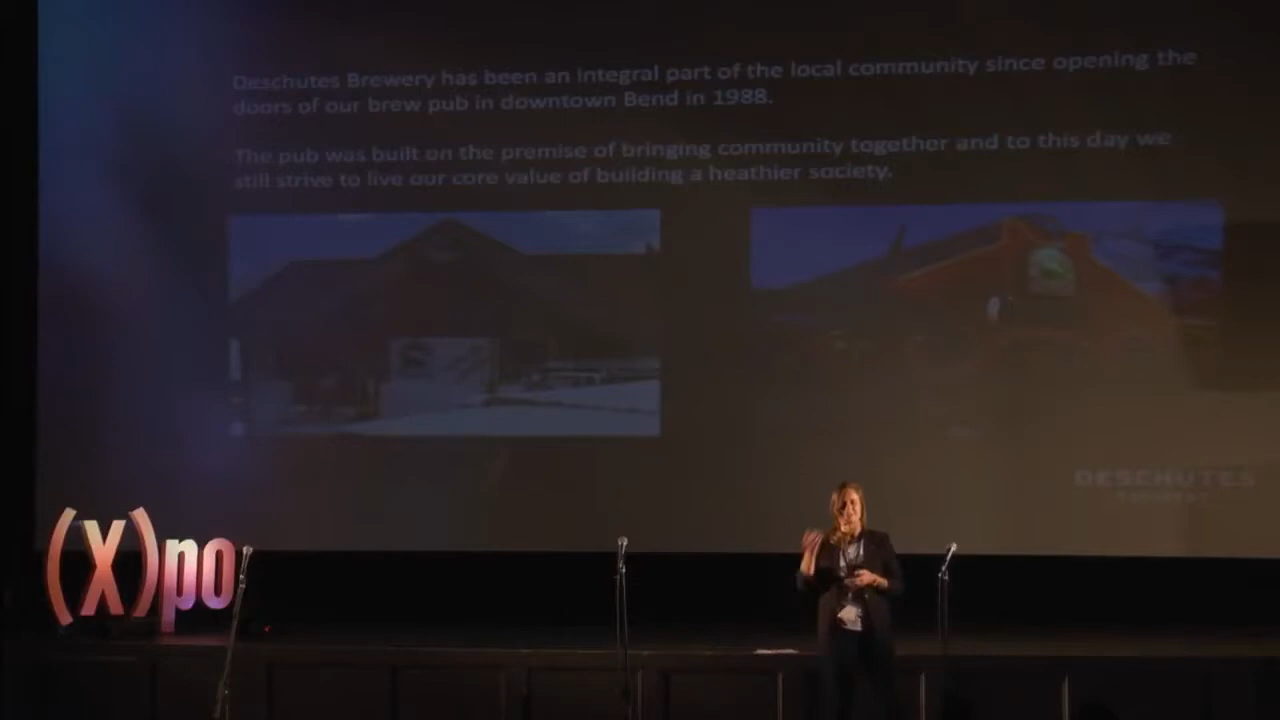 Deschutes Brewery has been an integral part of the local community since opening the
doors of our brew pub in downtown Bend in 1988.
The pub was built on the premise of bringing community together and to this day we
still strive to live our core value of building a heathier society.
DESCHUTES
BREWERY
(X)po